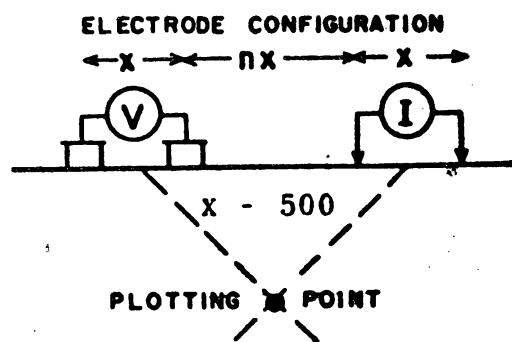 ELECTRODE CONFIGURATION
X nX X
V I
X - 500
PLOTTING POINT